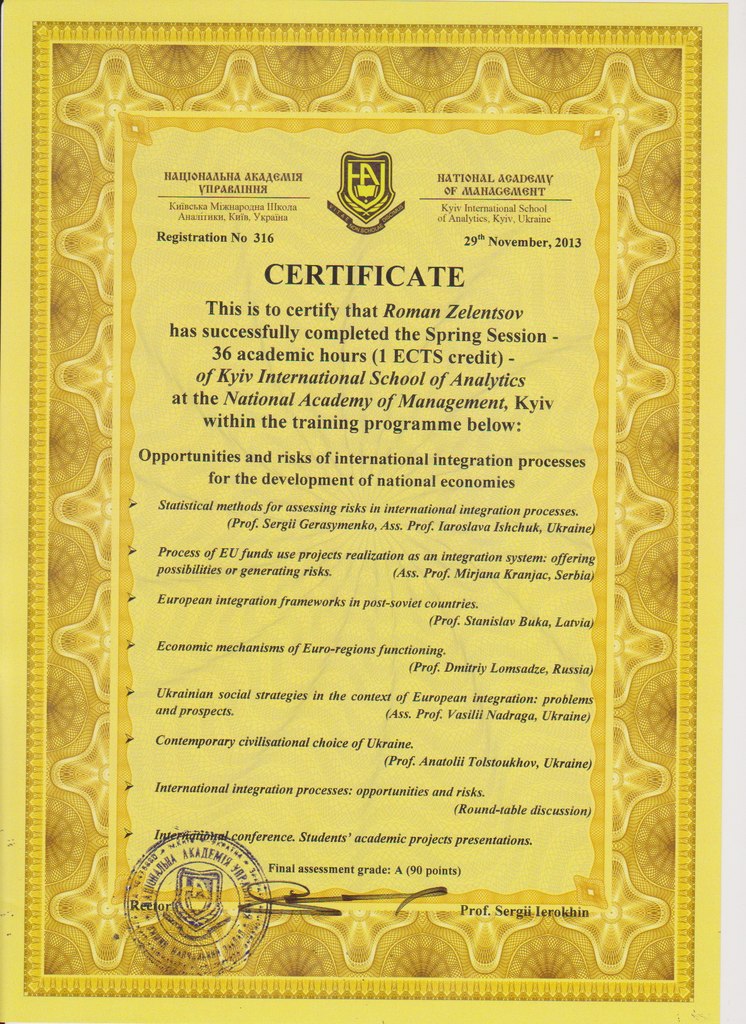 НАЦІОНАЛЬНА АКАДЕМІЯ
УПРАВЛІННЯ
Київська Міжнародна Школа
Аналітики, Київ, Україна
NATIONAL ACADEMY
OF MANAGEMENT
Kyiv International School
of Analytics, Kyiv, Ukraine
Registration No 316
29th November, 2013
CERTIFICATE
This is to certify that Roman Zelentsov
has successfully completed the Spring Session -
36 academic hours (1 ECTS credit) -
of Kyiv International School of Analytics
at the National Academy of Management, Kyiv
within the training programme below:
Opportunities and risks of international integration processes
for the development of national economies
Statistical methods for assessing risks in international integration processes.
(Prof. Sergii Gerasymenko, Ass. Prof. Iaroslava Ishchuk, Ukraine)
Process of EU funds use projects realization as an integration system: offering
possibilities or generating risks. (Ass. Prof. Mirjana Kranjac, Serbia)
European integration frameworks in post-soviet countries.
(Prof. Stanislav Buka, Latvia)
Economic mechanisms of Euro-regions functioning.
(Prof. Dmitriy Lomsadze, Russia)
Ukrainian social strategies in the context of European integration: problems
and prospects. (Ass. Prof. Vasilii Nadraga, Ukraine)
Contemporary civilisational choice of Ukraine.
(Prof. Anatolii Tolstoukhov, Ukraine)
International integration processes: opportunities and risks.
(Round-table discussion)
International conference. Students' academic projects presentations.
Final assessment grade: A (90 points)
Rector
Prof. Sergii Ierokhin
НАЦІОНАЛЬНА АКАДЕМІЯ